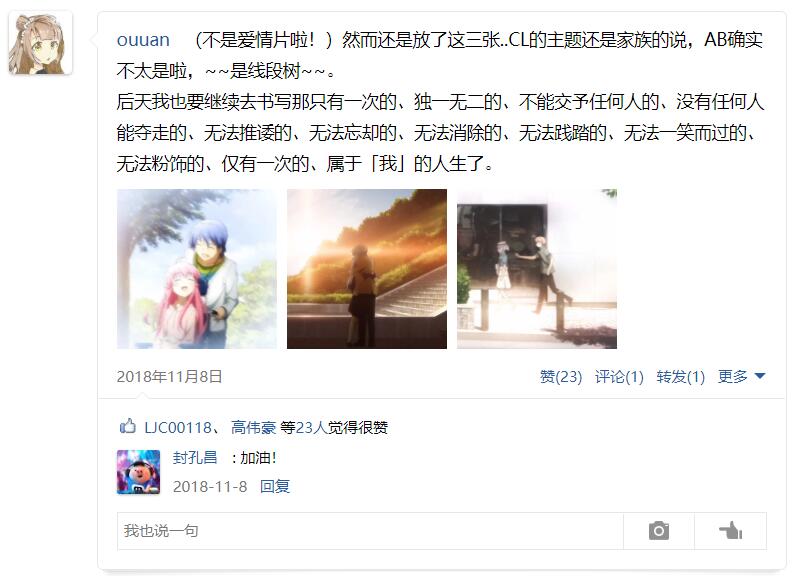 ouuan （不是爱情片啦！）然而还是放了这三张..CL的主题还是家族的说，AB确实
不太是啦，~~是线段树~~。
后天我也要继续去书写那只有一次的、独一无二的、不能交予任何人的、没有任何人
能夺走的、无法推诿的、无法忘却的、无法消除的、无法践踏的、无法一笑而过的、
无法粉饰的、仅有一次的、属于「我」的人生了。
2018年11月8日 赞(23) 评论(1) 转发(1) 更多
LJC00118、 高伟豪 等23人觉得很赞
封孔昌 : 加油！
2018-11-8 回复
我也说一句